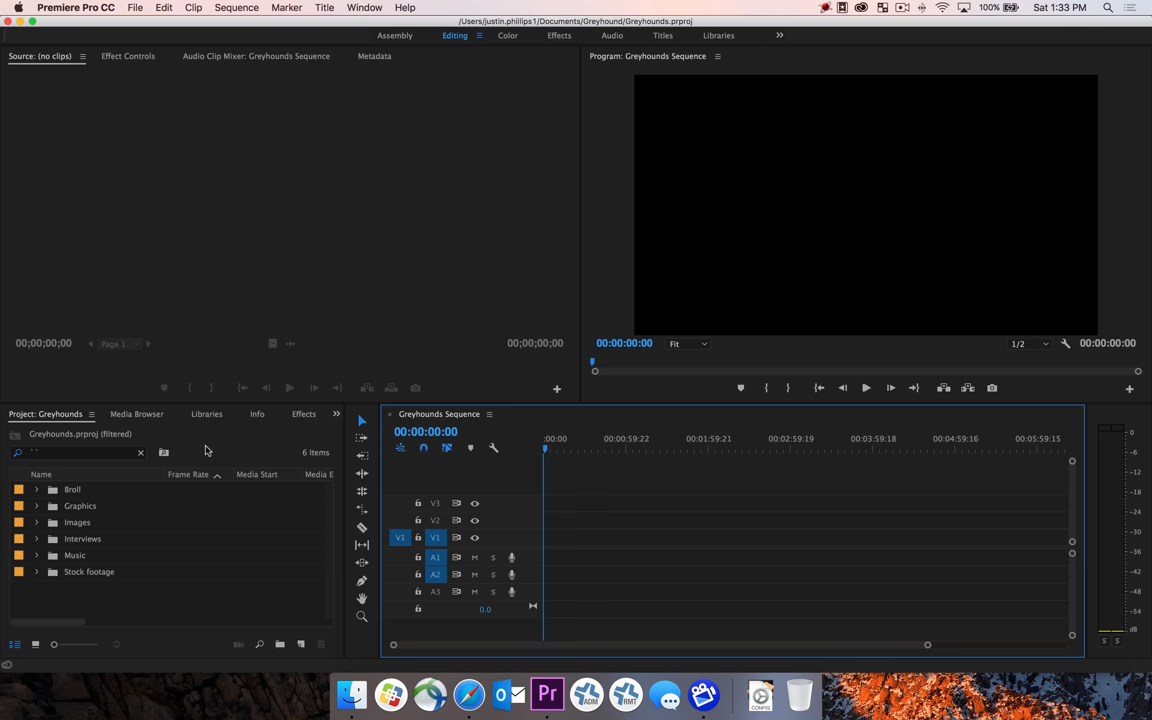 Premiere Pro CC File Edit Clip Sequence Marker Title Window Help 100% Sat 1:33 PM
/Users/justin.phillips1/Documents/Greyhound/Greyhounds.prproj
Assembly Editing Color Effects Audio Titles Libraries
Source: (no clips) Effect Controls Audio Clip Mixer: Greyhounds Sequence Metadata
Program: Greyhounds Sequence
00;00;00;00 Page 1 00;00;00;00
00:00:00:00 Fit 1/2 00:00:00:00
Project: Greyhounds Media Browser Libraries Info Effects
Greyhounds.prproj (filtered)
` ` 6 Items
Name Frame Rate Media Start Media E
Broll
Graphics
Images
Interviews
Music
Stock footage
Greyhounds Sequence
00:00:00:00
:00:00 00:00:59:22 00:01:59:21 00:02:59:19 00:03:59:18 00:04:59:16 00:05:59:15
V3
V2
V1 V1
A1 M S
A2 M S
A3 M S
0.0
0
-6
-12
-18
-24
-30
-36
-42
-48
-54
dB
S S
Pr ADM RMT CONFIG